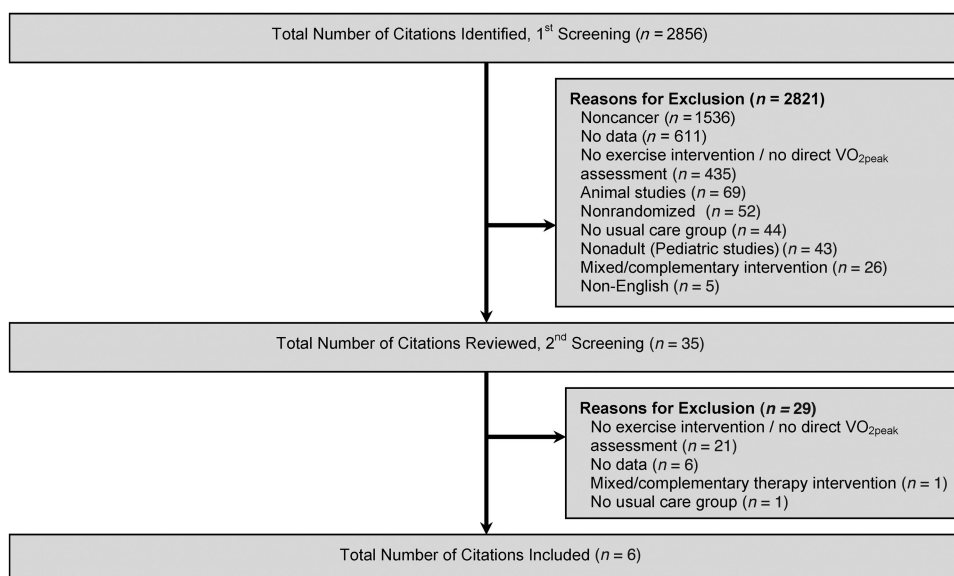 Total Number of Citations Identified, 1st Screening (n = 2856)
Reasons for Exclusion (n = 2821)
Noncancer (n = 1536)
No data (n = 611)
No exercise intervention / no direct VO2peak
assessment (n = 435)
Animal studies (n = 69)
Nonrandomized (n = 52)
No usual care group (n = 44)
Nonadult (Pediatric studies) (n = 43)
Mixed/complementary intervention (n = 26)
Non-English (n = 5)
Total Number of Citations Reviewed, 2nd Screening (n = 35)
Reasons for Exclusion (n = 29)
No exercise intervention / no direct VO2peak
assessment (n = 21)
No data (n = 6)
Mixed/complementary therapy intervention (n = 1)
No usual care group (n = 1)
Total Number of Citations Included (n = 6)